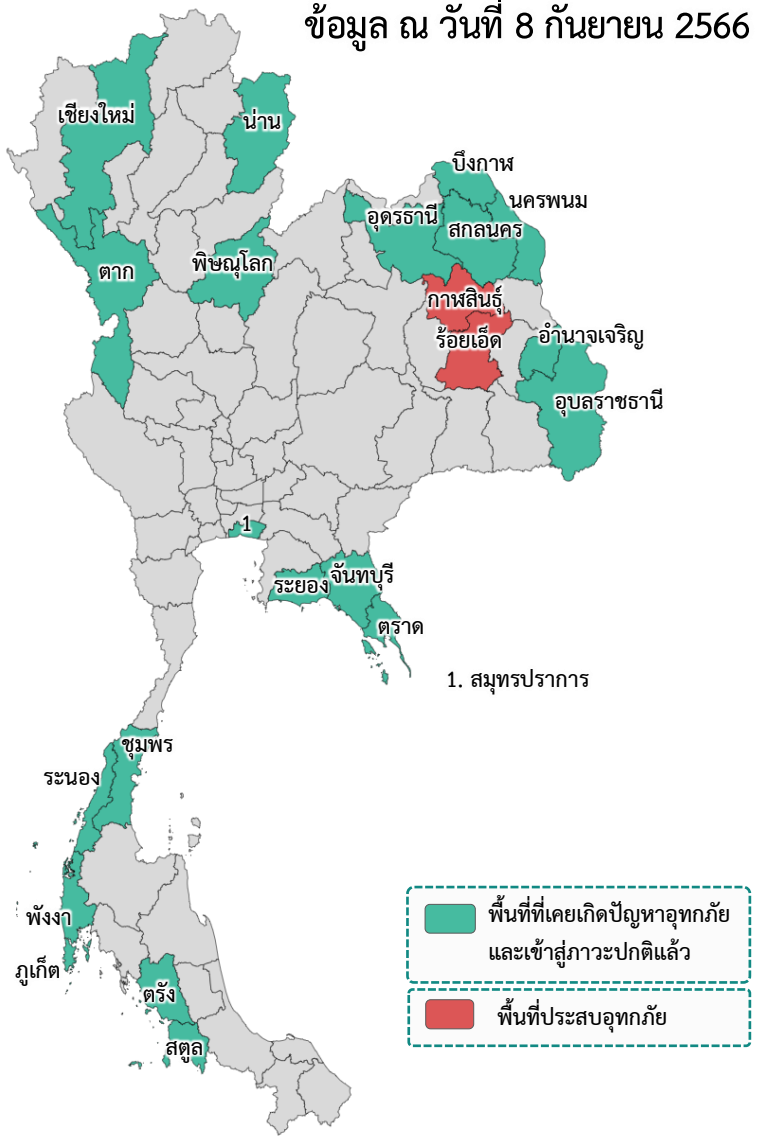 ข้อมูล ณ วันที่ 8 กันยายน 2566
เชียงใหม่
น่าน
บึงกาฬ
นครพนม
อุดรธานี
สกลนคร
พิษณุโลก
ตาก
กาฬสินธุ์
ร้อยเอ็ด
อำนาจเจริญ
อุบลราชธานี
1
ระยอง
จันทบุรี
ตราด
1. สมุทรปราการ
ชุมพร
ระนอง
พังงา
ภูเก็ต
ตรัง
สตูล
พื้นที่ที่เคยเกิดปัญหาอุทกภัย
และเข้าสู่ภาวะปกติแล้ว
พื้นที่ประสบอุทกภัย